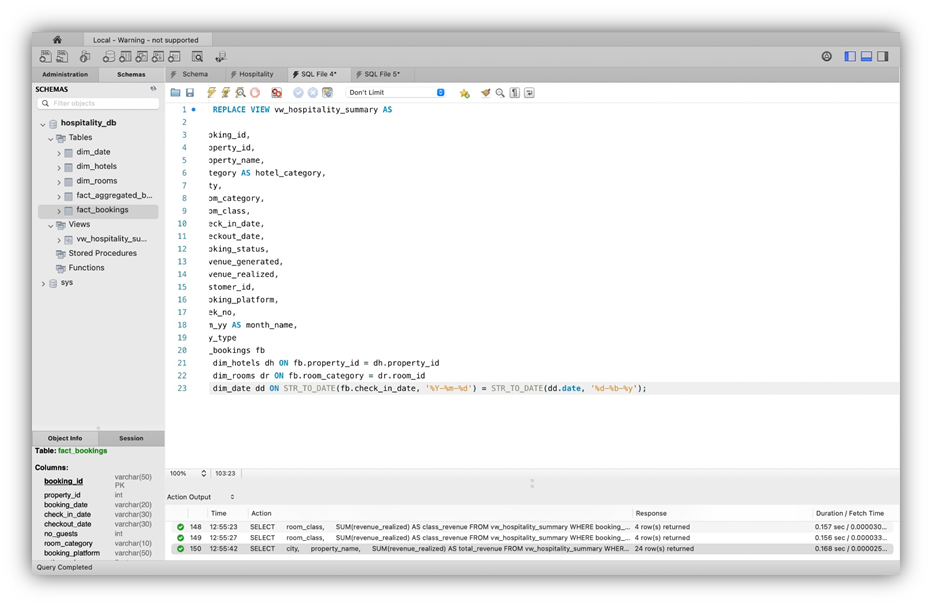 Local - Warning - not supported
Administration Schemas Schema Hospitality SQL File 4* SQL File 5*
SCHEMAS
Filter objects
Don't Limit
hospitality_db
Tables
dim_date
dim_hotels
dim_rooms
fact_aggregated_b...
fact_bookings
Views
vw_hospitality_su...
Stored Procedures
Functions
sys
1 REPLACE VIEW vw_hospitality_summary AS
2
3 oking_id,
4 operty_id,
5 operty_name,
6 tegory AS hotel_category,
7 ty,
8 om_category,
9 om_class,
10 eck_in_date,
11 eckout_date,
12 oking_status,
13 venue_generated,
14 venue_realized,
15 stomer_id,
16 oking_platform,
17 ek_no,
18 m_yy AS month_name,
19 y_type
20 _bookings fb
21 dim_hotels dh ON fb.property_id = dh.property_id
22 dim_rooms dr ON fb.room_category = dr.room_id
23 dim_date dd ON STR_TO_DATE(fb.check_in_date, '%Y-%m-%d') = STR_TO_DATE(dd.date, '%d-%b-%y');
Object Info Session
Table: fact_bookings
Columns:
booking_id varchar(50)
PK
property_id int
booking_date varchar(20)
check_in_date varchar(30)
checkout_date varchar(30)
no_guests int
room_category varchar(10)
booking_platform varchar(50)
100% 103:23
Action Output
Time Action Response Duration / Fetch Time
148 12:55:23 SELECT room_class, SUM(revenue_realized) AS class_revenue FROM vw_hospitality_summary WHERE booking_... 4 row(s) returned 0.157 sec / 0.000030...
149 12:55:27 SELECT room_class, SUM(revenue_realized) AS class_revenue FROM vw_hospitality_summary WHERE booking_... 4 row(s) returned 0.156 sec / 0.000033...
150 12:55:42 SELECT city, property_name, SUM(revenue_realized) AS total_revenue FROM vw_hospitality_summary WHER... 24 row(s) returned 0.168 sec / 0.000025...
Query Completed